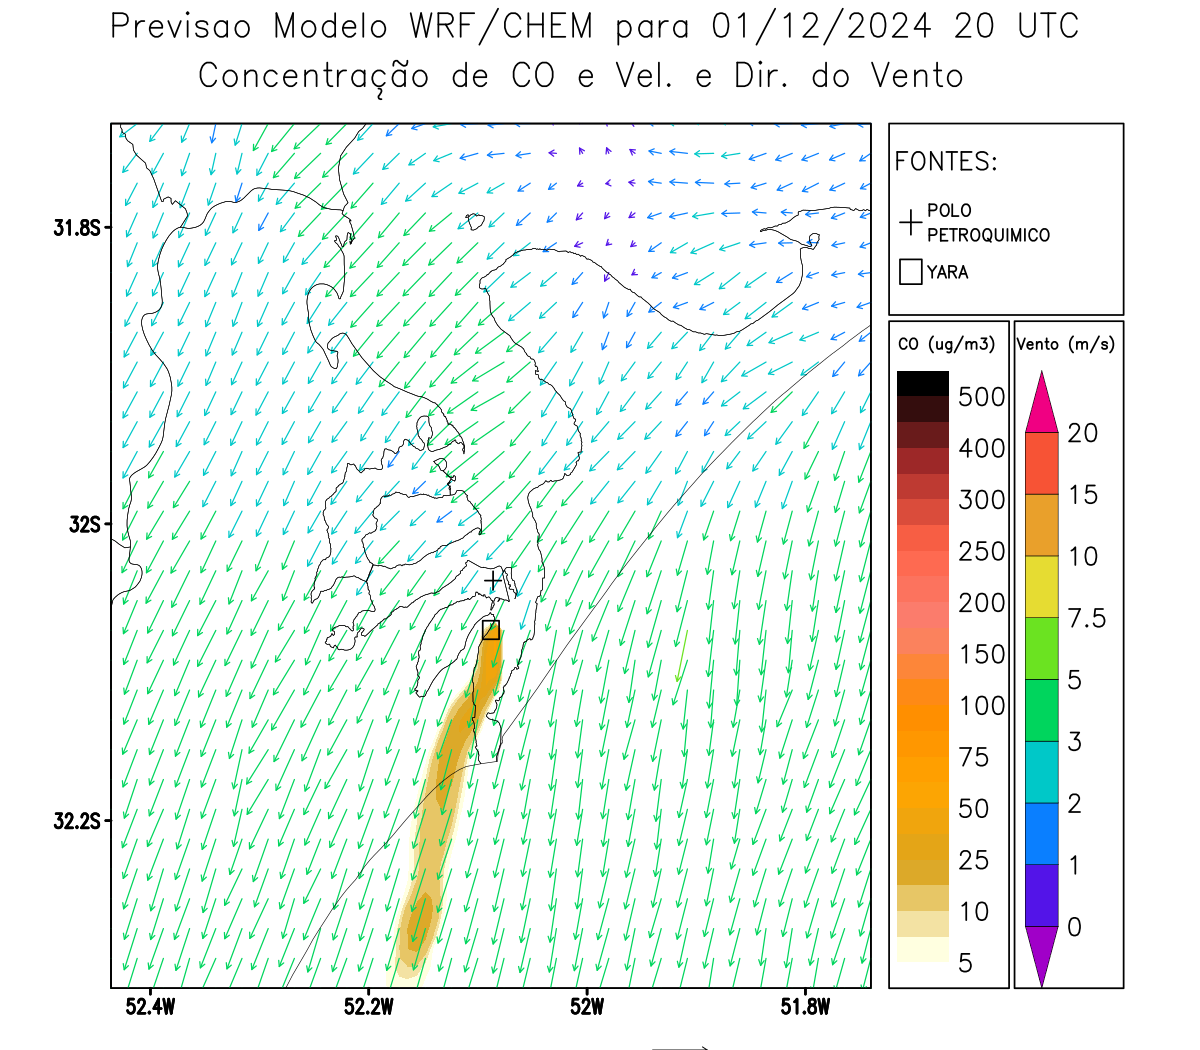 Previsao Modelo WRF/CHEM para 01/12/2024 20 UTC
Concentração de CO e Vel. e Dir. do Vento
31.8S
32S
32.2S
52.4W
52.2W
52W
51.8W
FONTES:
POLO
PETROQUIMICO
YARA
CO (ug/m3)
500
400
300
250
200
150
100
75
50
25
10
5
Vento (m/s)
20
15
10
7.5
5
3
2
1
0